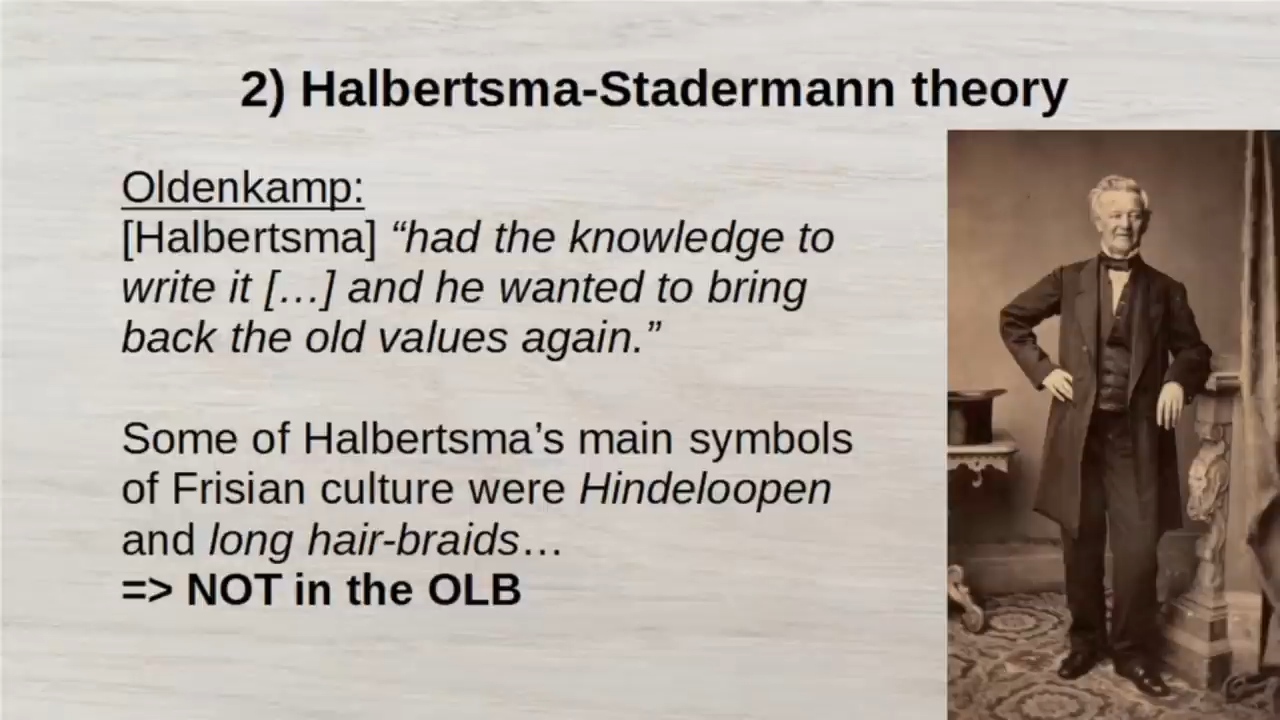 2) Halbertsma-Stadermann theory
Oldenkamp:
[Halbertsma] “had the knowledge to
write it […] and he wanted to bring
back the old values again.”
Some of Halbertsma’s main symbols
of Frisian culture were Hindeloopen
and long hair-braids…
=> NOT in the OLB